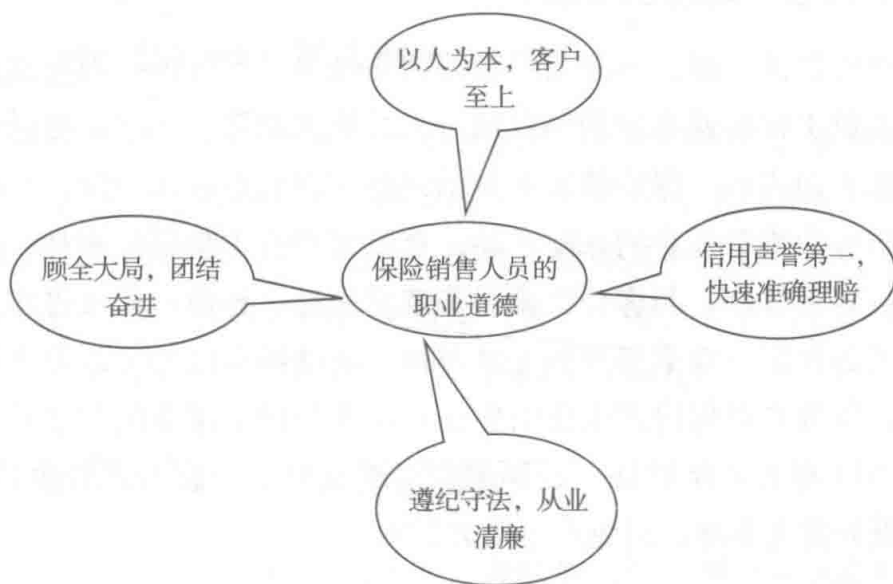 以人为本，客户
至上
顾全大局，团结
奋进
保险销售人员的
职业道德
信用声誉第一，
快速准确理赔
遵纪守法，从业
清廉